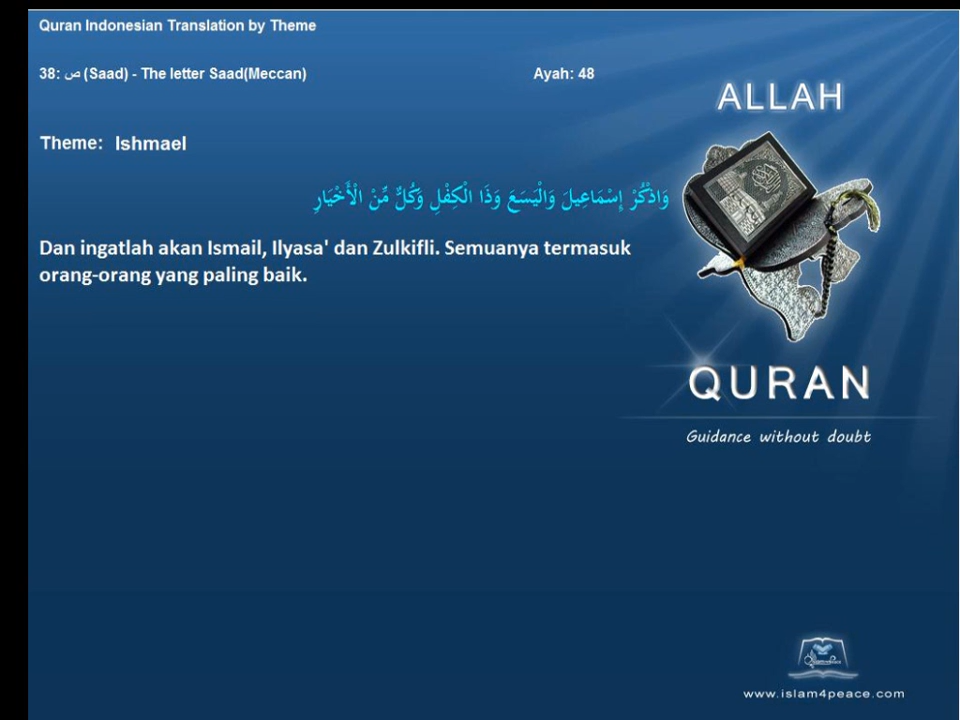 Quran Indonesian Translation by Theme
38: ص (Saad) - The letter Saad(Meccan) Ayah: 48
ALLAH
Theme: Ishmael
وَاذْكُرْ إِسْمَاعِيلَ وَالْيَسَعَ وَذَا الْكِفْلِ وَكُلٌّ مِّنْ الْأَخْيَارِ
Dan ingatlah akan Ismail, Ilyasa' dan Zulkifli. Semuanya termasuk
orang-orang yang paling baik.
QURAN
Guidance without doubt
www.islam4peace.com